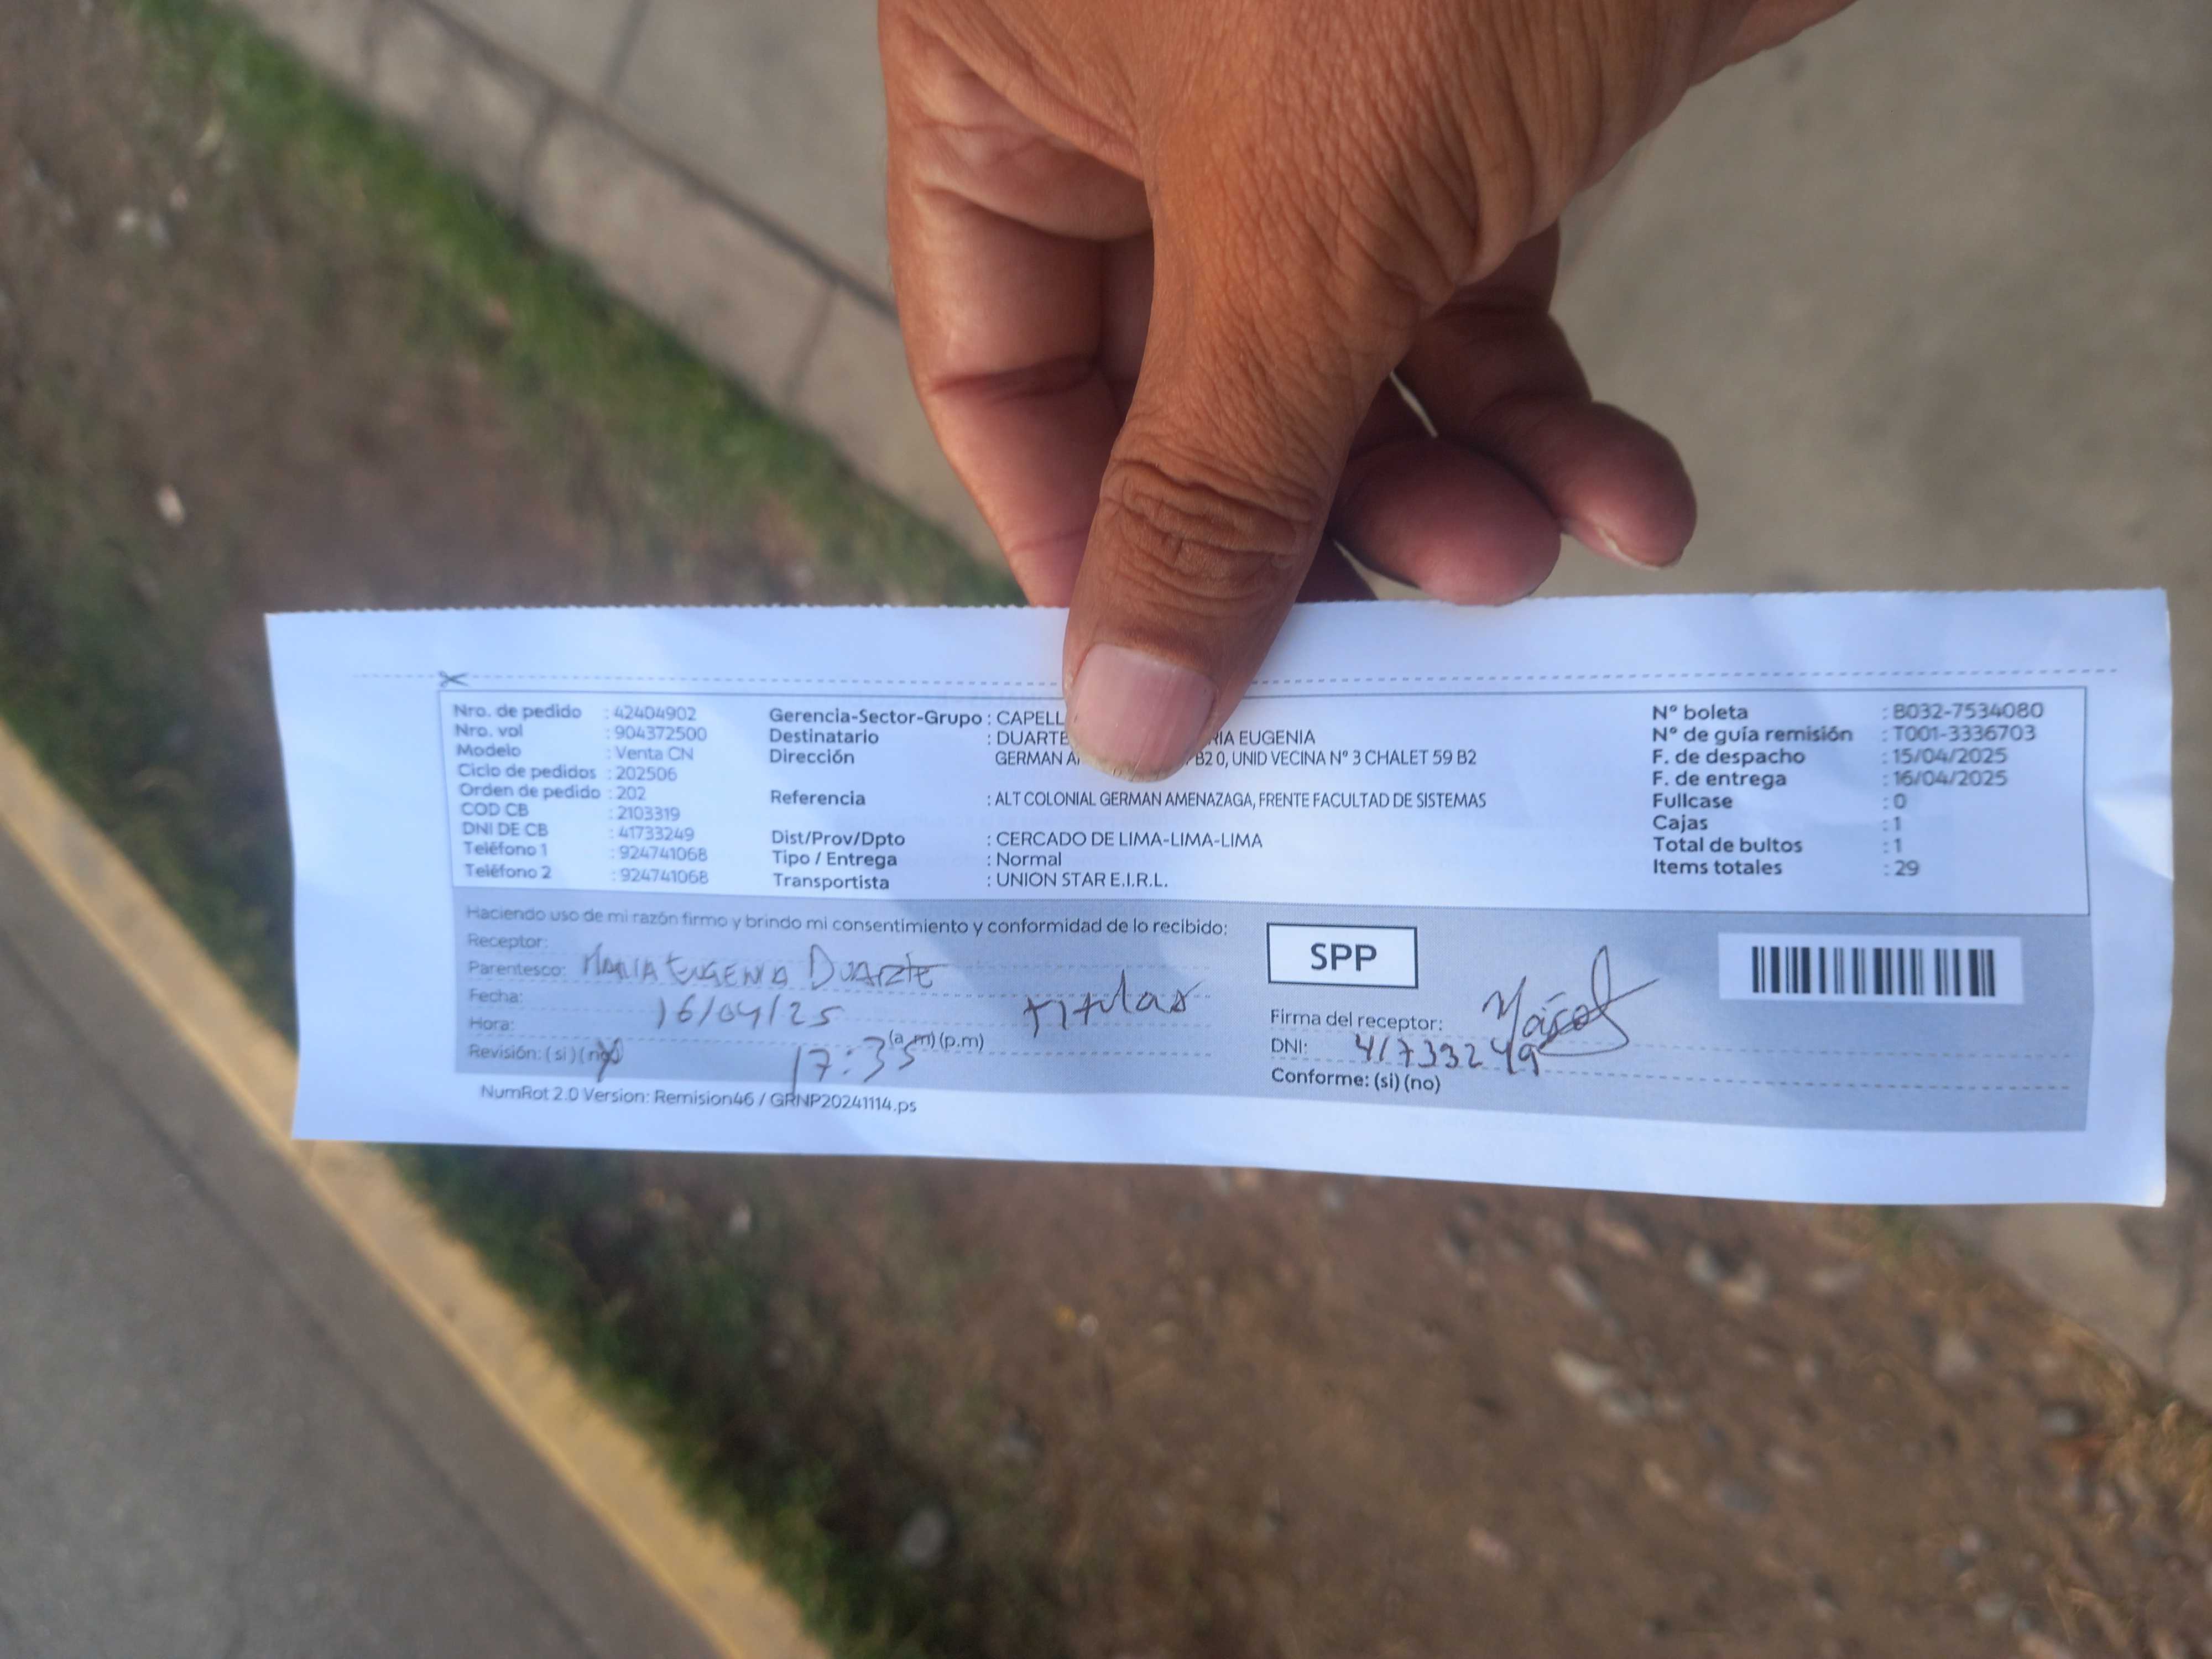 Nro. de pedido : 42404902
Nro. vol : 904372500
Modelo : Venta CN
Ciclo de pedidos : 202506
Orden de pedido : 202
COD CB : 2103319
DNI DE CB : 41733249
Teléfono 1 : 924741068
Teléfono 2 : 924741068
Gerencia-Sector-Grupo : CAPELL
Destinatario : DUARTE RIA EUGENIA
Dirección GERMAN B2 0, UNID VECINA Nº 3 CHALET 59 B2
Referencia : ALT COLONIAL GERMAN AMENAZAGA, FRENTE FACULTAD DE SISTEMAS
Dist/Prov/Dpto : CERCADO DE LIMA-LIMA-LIMA
Tipo / Entrega : Normal
Transportista : UNION STAR E.I.R.L.
Nº boleta : B032-7534080
Nº de guía remisión : T001-3336703
F. de despacho : 15/04/2025
F. de entrega : 16/04/2025
Fullcase : 0
Cajas : 1
Total de bultos : 1
Items totales : 29
Haciendo uso de mi razón firmo y brindo mi consentimiento y conformidad de lo recibido:
Receptor: MARIA EUGENIA DUARTE
Parentesco: titular
Fecha: 16/04/25
Hora: 17:35 (a.m) (p.m)
Revisión: (si) (no)
SPP
Firma del receptor:
DNI: 41733249
Conforme: (si) (no)
NumRot 2.0 Version: Remision46 / GRNP20241114.ps